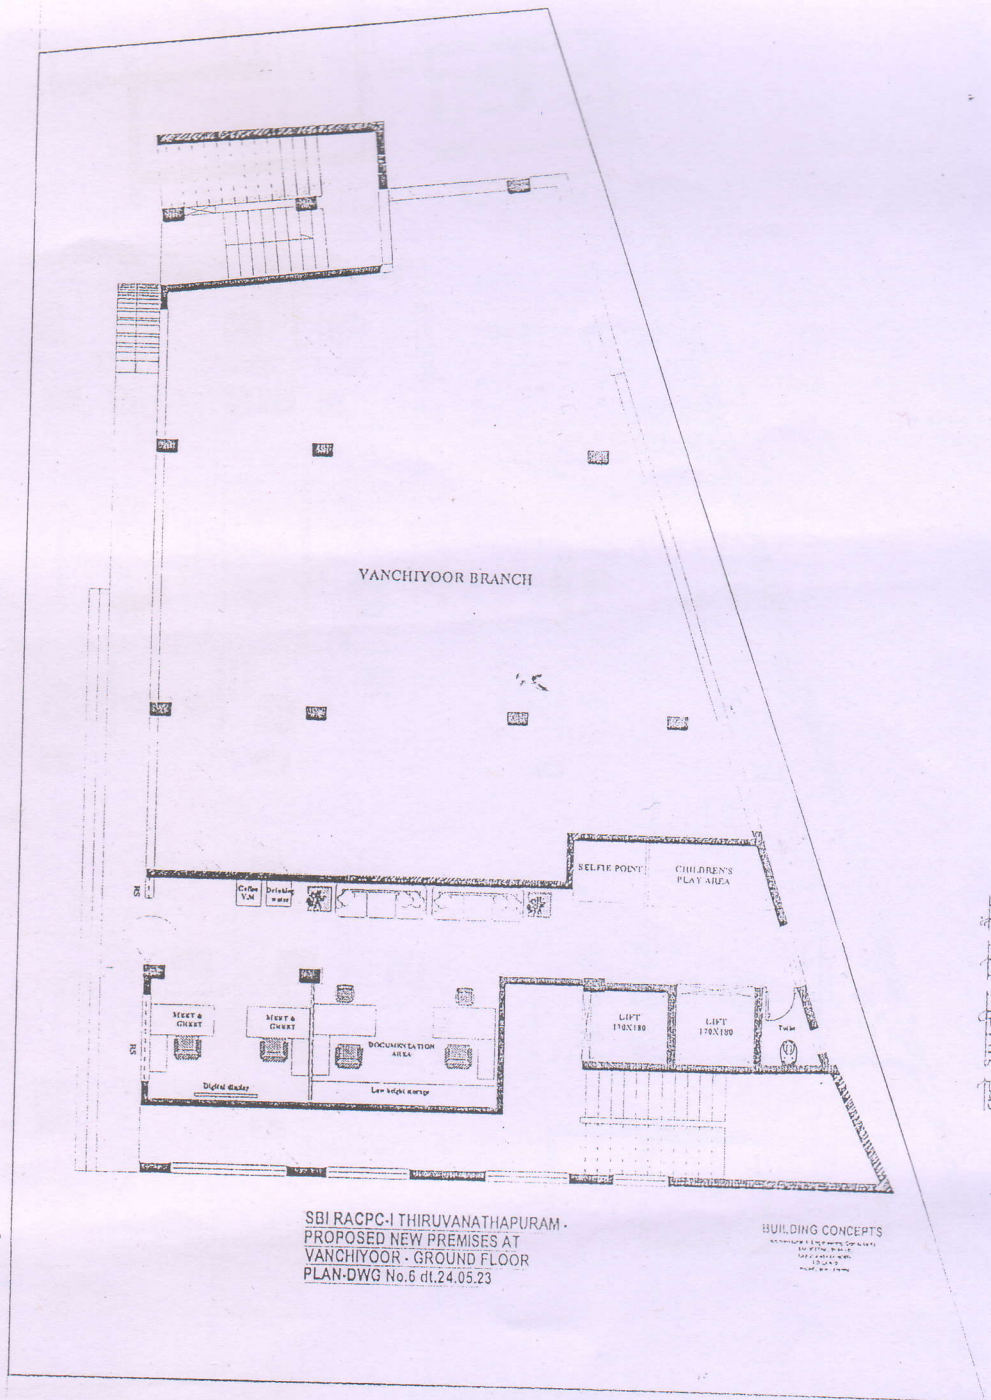 VANCHIYOOR BRANCH
SELFIE POINT
CHILDREN'S
PLAY AREA
RS
Coffee
V.M
Drinking
water
MEET &
GREET
MEET &
GREET
DOCUMENTATION
AREA
LIFT
170X180
LIFT
170X180
Toilet
RS
Digital display
Low height storage
SBI RACPC-I THIRUVANATHAPURAM -
PROPOSED NEW PREMISES AT
VANCHIYOOR - GROUND FLOOR
PLAN-DWG No.6 dt.24.05.23
BUILDING CONCEPTS